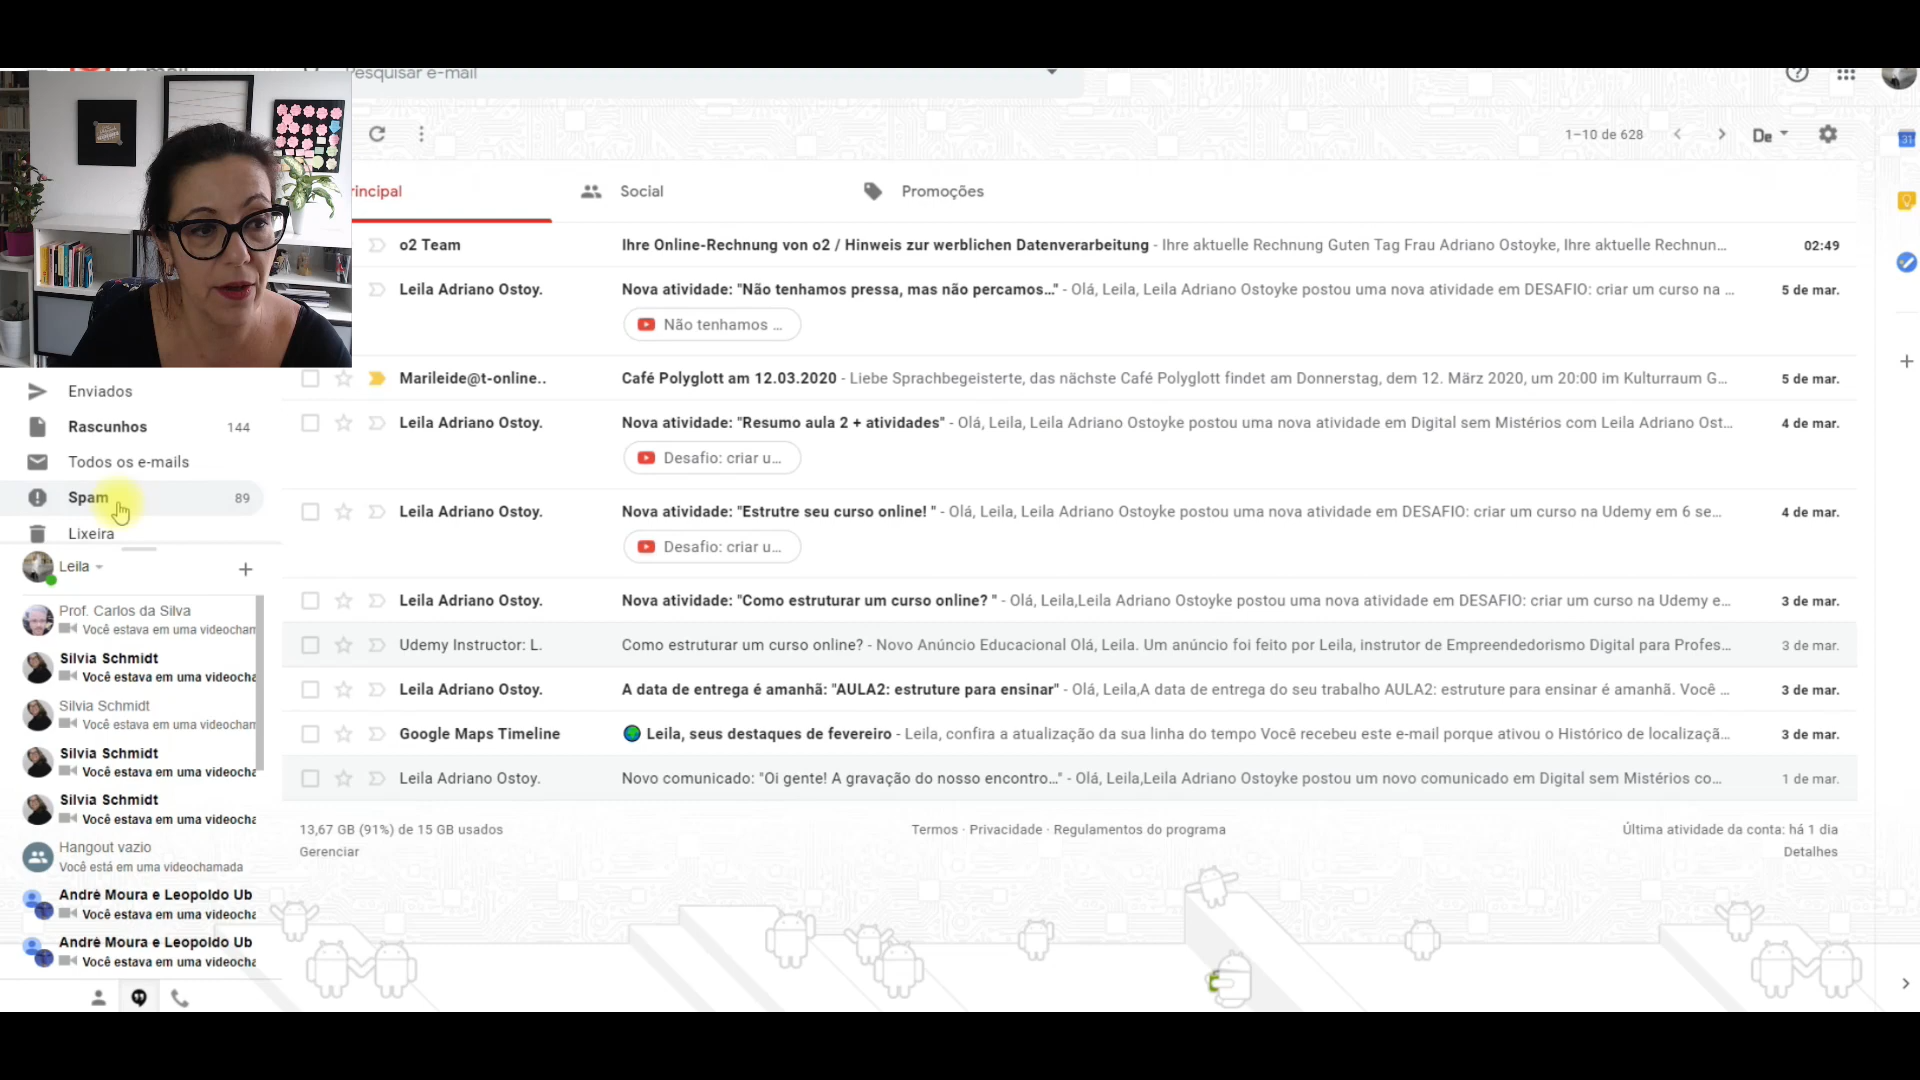 Pesquisar e-mail
1–10 de 628
De
31
rincipal
Social
Promoções
o2 Team
Ihre Online-Rechnung von o2 / Hinweis zur werblichen Datenverarbeitung - Ihre aktuelle Rechnung Guten Tag Frau Adriano Ostoyke, Ihre aktuelle Rechnun...
02:49
Leila Adriano Ostoy.
Nova atividade: "Não tenhamos pressa, mas não percamos..." - Olá, Leila, Leila Adriano Ostoyke postou uma nova atividade em DESAFIO: criar um curso na ...
5 de mar.
Não tenhamos ...
Marileide@t-online..
Café Polyglott am 12.03.2020 - Liebe Sprachbegeisterte, das nächste Café Polyglott findet am Donnerstag, dem 12. März 2020, um 20:00 im Kulturraum G...
5 de mar.
Leila Adriano Ostoy.
Nova atividade: "Resumo aula 2 + atividades" - Olá, Leila, Leila Adriano Ostoyke postou uma nova atividade em Digital sem Mistérios com Leila Adriano Ost...
4 de mar.
Desafio: criar u...
Leila Adriano Ostoy.
Nova atividade: "Estrutre seu curso online! " - Olá, Leila, Leila Adriano Ostoyke postou uma nova atividade em DESAFIO: criar um curso na Udemy em 6 se...
4 de mar.
Desafio: criar u...
Leila Adriano Ostoy.
Nova atividade: "Como estruturar um curso online? " - Olá, Leila,Leila Adriano Ostoyke postou uma nova atividade em DESAFIO: criar um curso na Udemy e...
3 de mar.
Udemy Instructor: L.
Como estruturar um curso online? - Novo Anúncio Educacional Olá, Leila. Um anúncio foi feito por Leila, instrutor de Empreendedorismo Digital para Profes...
3 de mar.
Leila Adriano Ostoy.
A data de entrega é amanhã: "AULA2: estruture para ensinar" - Olá, Leila,A data de entrega do seu trabalho AULA2: estruture para ensinar é amanhã. Você ...
3 de mar.
Google Maps Timeline
Leila, seus destaques de fevereiro - Leila, confira a atualização da sua linha do tempo Você recebeu este e-mail porque ativou o Histórico de localizaçã...
3 de mar.
Leila Adriano Ostoy.
Novo comunicado: "Oi gente! A gravação do nosso encontro..." - Olá, Leila,Leila Adriano Ostoyke postou um novo comunicado em Digital sem Mistérios co...
1 de mar.
13,67 GB (91%) de 15 GB usados
Gerenciar
Termos · Privacidade · Regulamentos do programa
Última atividade da conta: há 1 dia
Detalhes
Enviados
Rascunhos 144
Todos os e-mails
Spam 89
Lixeira
Leila
Prof. Carlos da Silva
Você estava em uma videochan
Silvia Schmidt
Você estava em uma videocha
Silvia Schmidt
Você estava em uma videochan
Silvia Schmidt
Você estava em uma videocha
Silvia Schmidt
Você estava em uma videocha
Hangout vazio
Você está em uma videochamada
Andrè Moura e Leopoldo Ub
Você estava em uma videocha
Andrè Moura e Leopoldo Ub
Você estava em uma videocha